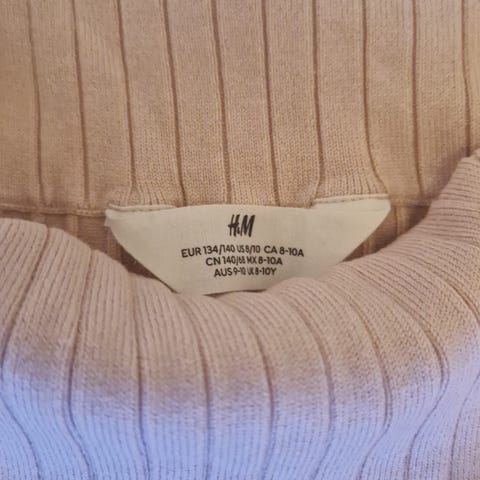 H&M
EUR 134/140 US 8/10 CA 8-10A
CN 140/68 MX 8-10A
AUS 9-10 UK 8-10Y